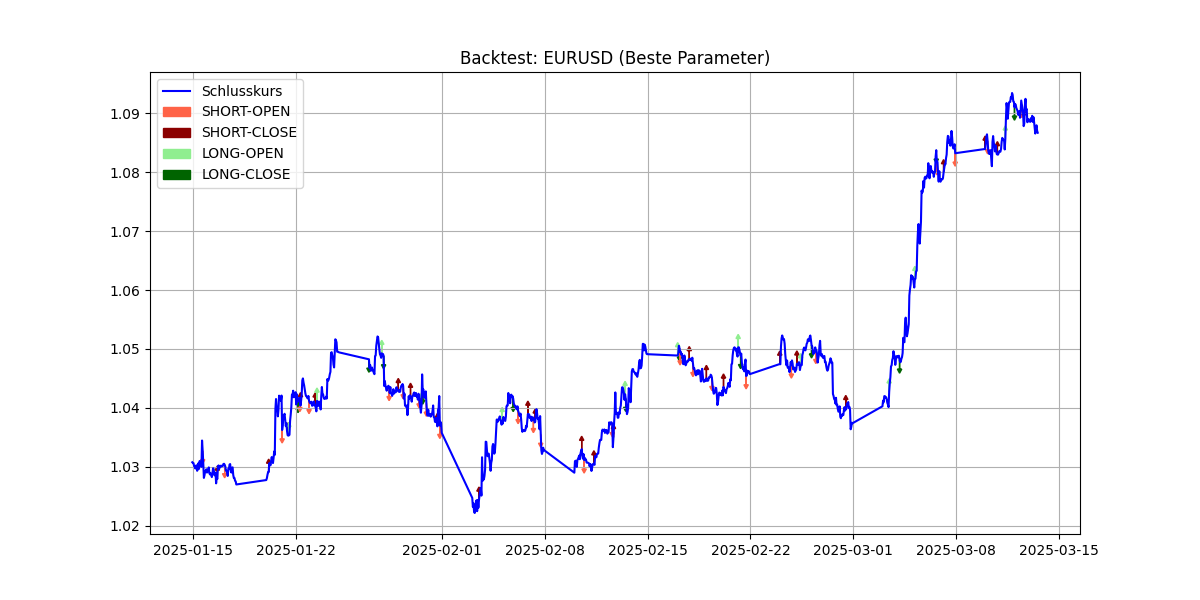 Backtest: EURUSD (Beste Parameter)
Schlusskurs
SHORT-OPEN
SHORT-CLOSE
LONG-OPEN
LONG-CLOSE
1.09
1.08
1.07
1.06
1.05
1.04
1.03
1.02
2025-01-15 2025-01-22 2025-02-01 2025-02-08 2025-02-15 2025-02-22 2025-03-01 2025-03-08 2025-03-15